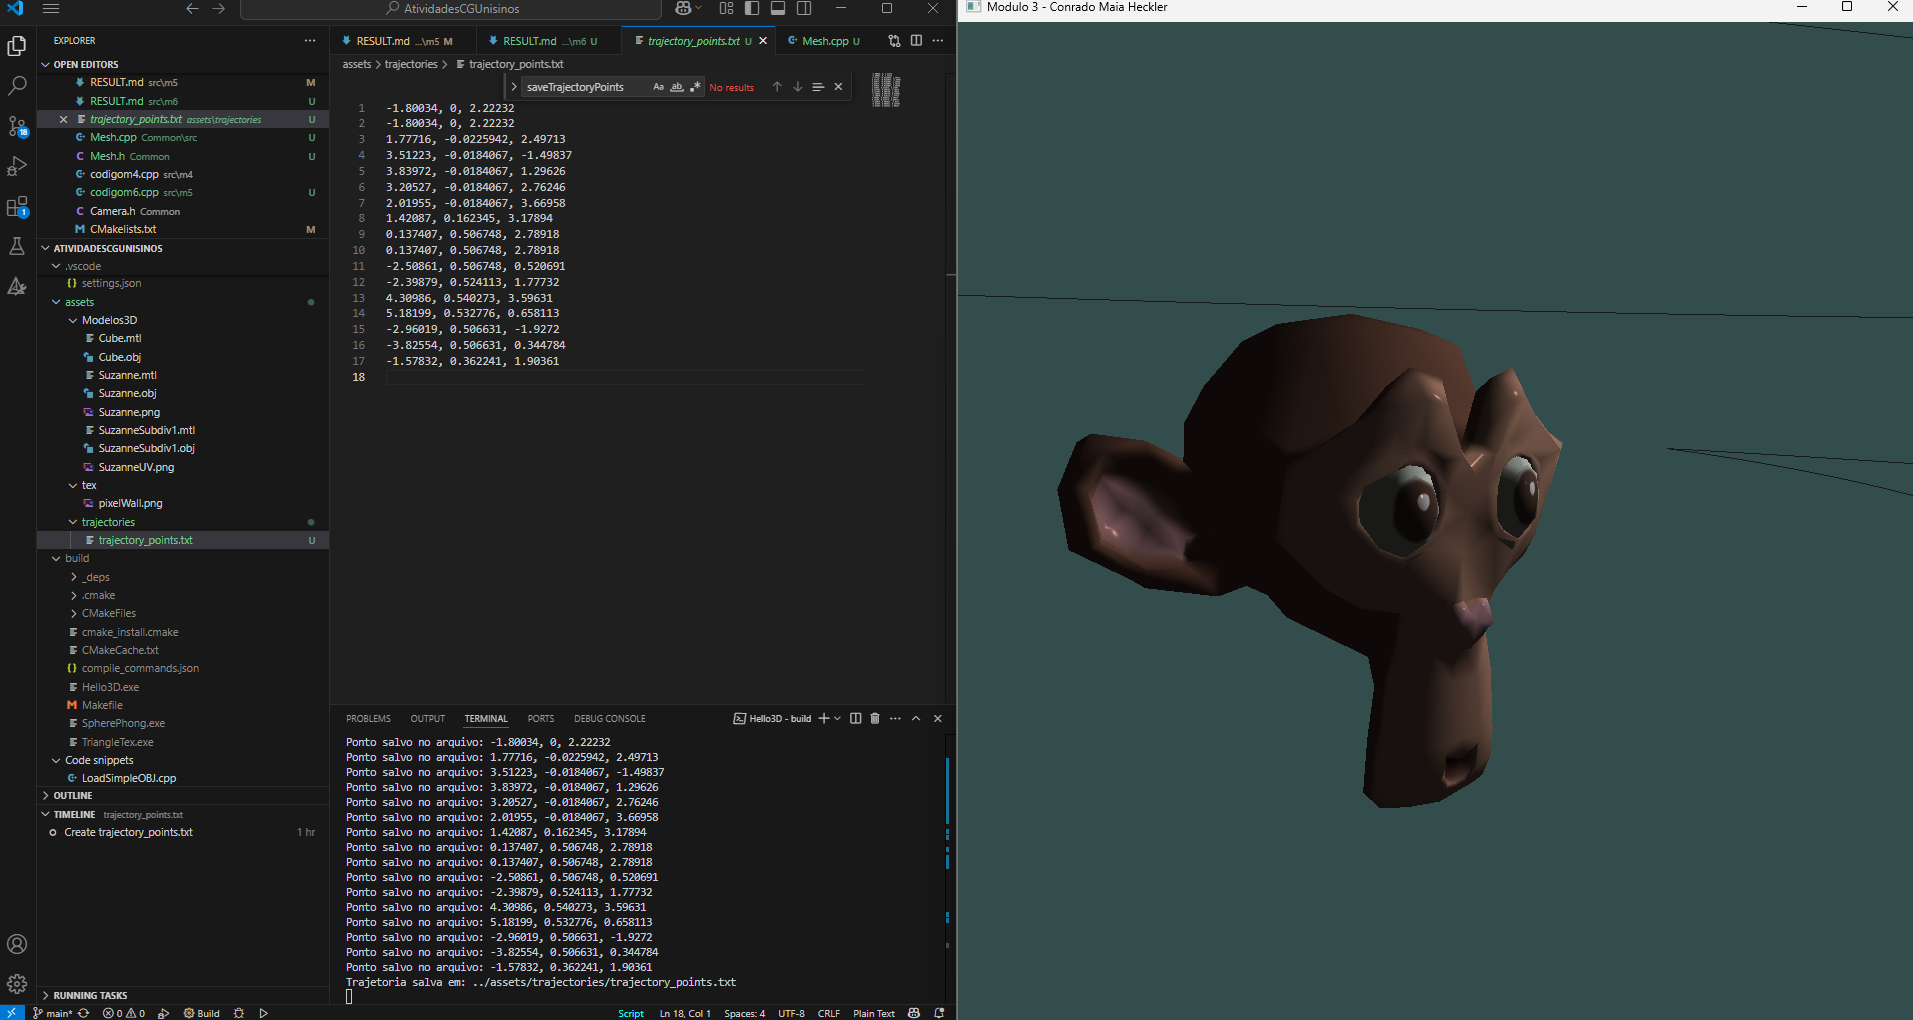 AtividadesCGUnisinos
EXPLORER
OPEN EDITORS
RESULT.md src\m5 M
RESULT.md src\m6 U
trajectory_points.txt assets\trajectories U
Mesh.cpp Common\src U
Mesh.h Common U
codigom4.cpp src\m4
codigom6.cpp src\m5 U
Camera.h Common
CMakelists.txt M
ATIVIDADESCGUNISINOS
.vscode
settings.json
assets
Modelos3D
Cube.mtl
Cube.obj
Suzanne.mtl
Suzanne.obj
Suzanne.png
SuzanneSubdiv1.mtl
SuzanneSubdiv1.obj
SuzanneUV.png
tex
pixelWall.png
trajectories
trajectory_points.txt U
build
_deps
.cmake
CMakeFiles
cmake_install.cmake
CMakeCache.txt
compile_commands.json
Hello3D.exe
Makefile
SpherePhong.exe
TriangleTex.exe
Code snippets
LoadSimpleOBJ.cpp
OUTLINE
TIMELINE trajectory_points.txt
Create trajectory_points.txt 1 hr
RUNNING TASKS
18
1
RESULT.md ...\m5 M
RESULT.md ...\m6 U
trajectory_points.txt U
Mesh.cpp U
assets > trajectories > trajectory_points.txt
saveTrajectoryPoints Aa ab No results
1 -1.80034, 0, 2.22232
2 -1.80034, 0, 2.22232
3 1.77716, -0.0225942, 2.49713
4 3.51223, -0.0184067, -1.49837
5 3.83972, -0.0184067, 1.29626
6 3.20527, -0.0184067, 2.76246
7 2.01955, -0.0184067, 3.66958
8 1.42087, 0.162345, 3.17894
9 0.137407, 0.506748, 2.78918
10 0.137407, 0.506748, 2.78918
11 -2.50861, 0.506748, 0.520691
12 -2.39879, 0.524113, 1.77732
13 4.30986, 0.540273, 3.59631
14 5.18199, 0.532776, 0.658113
15 -2.96019, 0.506631, -1.9272
16 -3.82554, 0.506631, 0.344784
17 -1.57832, 0.362241, 1.90361
18
PROBLEMS OUTPUT TERMINAL PORTS DEBUG CONSOLE Hello3D - build
Ponto salvo no arquivo: -1.80034, 0, 2.22232
Ponto salvo no arquivo: 1.77716, -0.0225942, 2.49713
Ponto salvo no arquivo: 3.51223, -0.0184067, -1.49837
Ponto salvo no arquivo: 3.83972, -0.0184067, 1.29626
Ponto salvo no arquivo: 3.20527, -0.0184067, 2.76246
Ponto salvo no arquivo: 2.01955, -0.0184067, 3.66958
Ponto salvo no arquivo: 1.42087, 0.162345, 3.17894
Ponto salvo no arquivo: 0.137407, 0.506748, 2.78918
Ponto salvo no arquivo: 0.137407, 0.506748, 2.78918
Ponto salvo no arquivo: -2.50861, 0.506748, 0.520691
Ponto salvo no arquivo: -2.39879, 0.524113, 1.77732
Ponto salvo no arquivo: 4.30986, 0.540273, 3.59631
Ponto salvo no arquivo: 5.18199, 0.532776, 0.658113
Ponto salvo no arquivo: -2.96019, 0.506631, -1.9272
Ponto salvo no arquivo: -3.82554, 0.506631, 0.344784
Ponto salvo no arquivo: -1.57832, 0.362241, 1.90361
Trajetoria salva em: ../assets/trajectories/trajectory_points.txt
main* 0 0 Build
Script Ln 18, Col 1 Spaces: 4 UTF-8 CRLF Plain Text
Modulo 3 - Conrado Maia Heckler